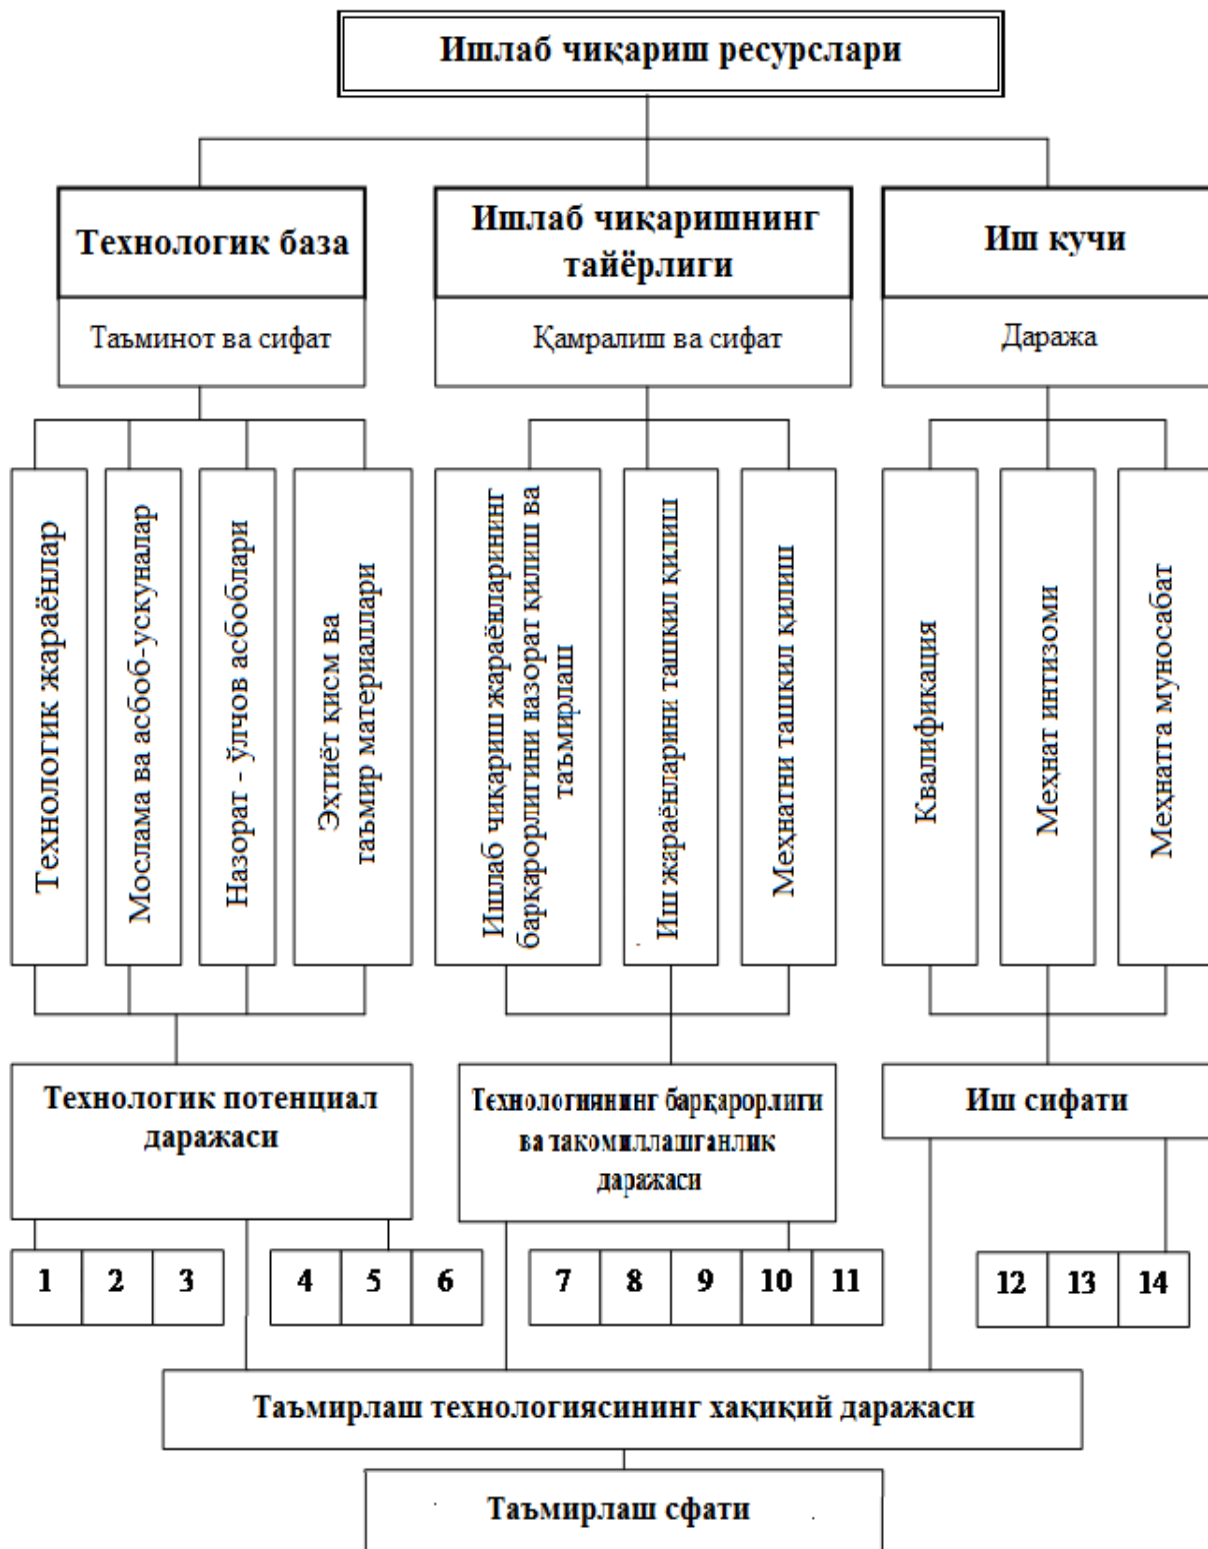 Ишлаб чиқариш ресурслари
Технологик база
Ишлаб чиқаришнинг
тайёрлиги
Иш кучи
Таъминот ва сифат
Қамралиш ва сифат
Даража
Технологик жараёнлар
Мослама ва асбоб-ускуналар
Назорат - ўлчов асбоблари
Эҳтиёт қисм ва
таъмир материаллари
Ишлаб чиқариш жараёнларининг
барқарорлигини назорат қилиш ва
таъмирлаш
Иш жараёнларини ташкил қилиш
Меҳнатни ташкил қилиш
Квалификация
Меҳнат интизоми
Меҳнатга муносабат
Технологик потенциал
даражаси
Технологиянинг барқарорлиги
ва такомиллашганлик
даражаси
Иш сифати
1 2 3 4 5 6 7 8 9 10 11 12 13 14
Таъмирлаш технологиясининг хақиқий даражаси
Таъмирлаш сфати